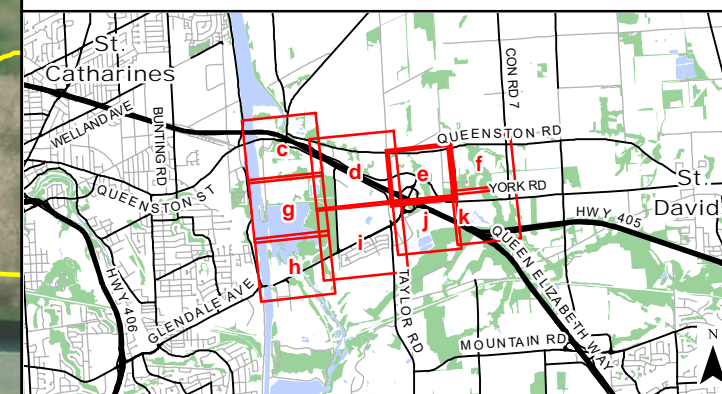 St.
Catharines
WELLAND AVE
BUNTING RD
QUEENSTON ST
HWY 406
GLENDALE AVE
c
d
e
f
g
h
i
j
k
CON RD 7
QUEENSTON RD
YORK RD
St.
David
HWY 405
QUEEN ELIZABETH WAY
TAYLOR RD
MOUNTAIN RD
N